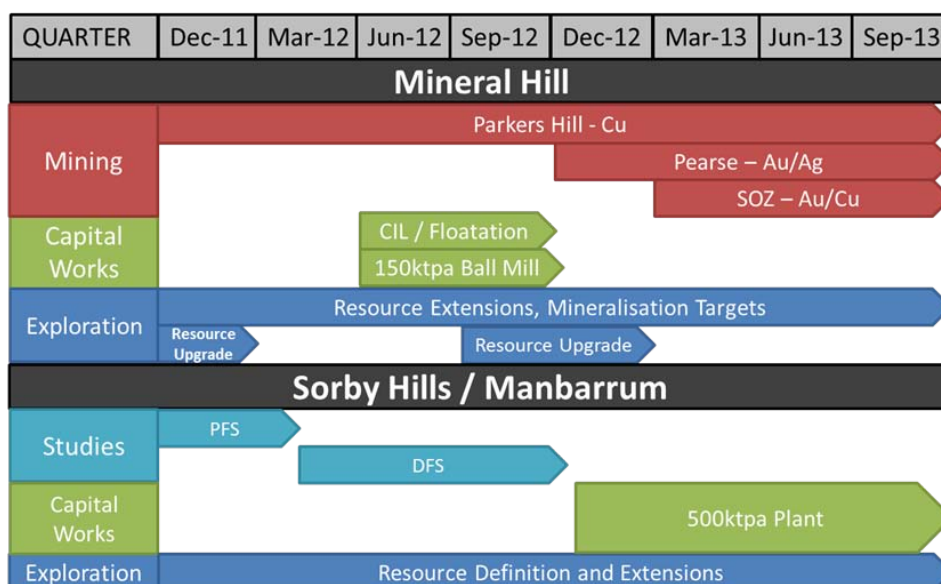 QUARTER Dec-11 Mar-12 Jun-12 Sep-12 Dec-12 Mar-13 Jun-13 Sep-13
Mineral Hill
Mining
Parkers Hill - Cu
Pearse – Au/Ag
SOZ – Au/Cu
Capital
Works
CIL / Floatation
150ktpa Ball Mill
Exploration
Resource Extensions, Mineralisation Targets
Resource
Upgrade
Resource Upgrade
Sorby Hills / Manbarrum
Studies
PFS
DFS
Capital
Works
500ktpa Plant
Exploration
Resource Definition and Extensions